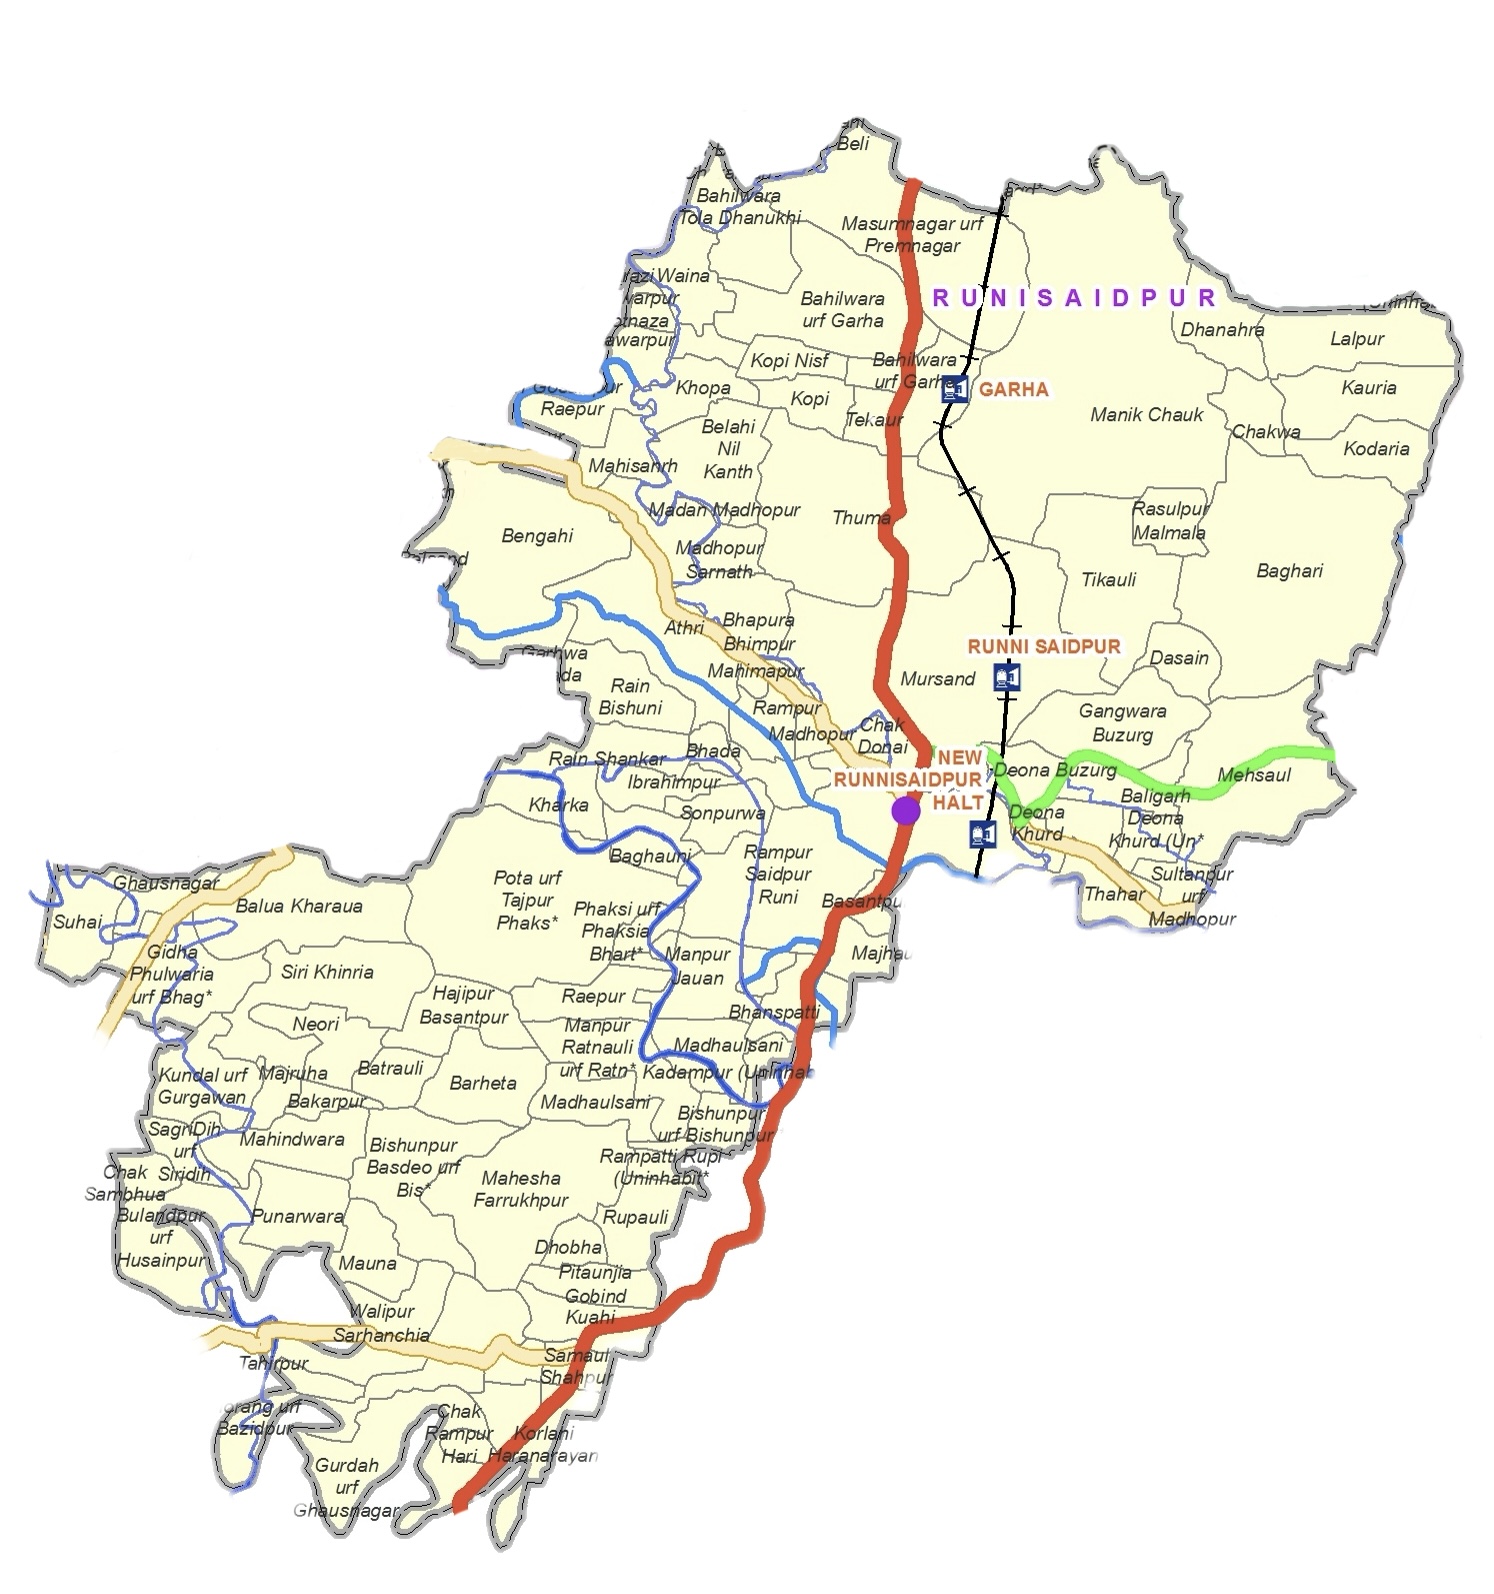 Beli
Bahilwara
Tola Dhanukhi
Masumnagar urf
Premnagar
RUNISAIDPUR
Waina
Bahilwara
urf Garha
Dhanahra
Lalpur
Kopi Nisf
Bahilwara
urf Garha
GARHA
Khopa
Kopi
Kauria
Raepur
Tekaur
Manik Chauk
Belahi
Nil
Kanth
Chakwa
Kodaria
Mahisanrh
Madan Madhopur
Thuma
Rasulpur
Malmala
Bengahi
Madhopur
Sarnath
Tikauli
Baghari
Athri
Bhapura
Bhimpur
RUNNI SAIDPUR
Dasain
Mahimapur
Mursand
Rain
Bishuni
Rampur
Gangwara
Buzurg
Madhopur
Chak
Donai
Rain Shankar
Bhada
NEW
RUNNISAIDPUR
HALT
Deona Buzurg
Mehsaul
Ibrahimpur
Kharka
Sonpurwa
Deona
Khurd
Baligarh
Deona
Khurd (Un*
Baghauni
Rampur
Saidpur
Runi
Sultanpur
urf
Madhopur
Thahar
Ghausnagar
Suhai
Balua Kharaua
Pota urf
Tajpur
Phaks*
Phaksi urf
Phaksia
Bhart*
Manpur
Jauan
Gidha
Phulwaria
urf Bhag*
Siri Khinria
Hajipur
Basantpur
Raepur
Bhanspatti
Neori
Manpur
Ratnauli
urf Ratn*
Madhaulsani
Kadampur
Kundal urf
Gurgawan
Majruha
Batrauli
Barheta
Bakarpur
Madhaulsani
Bishunpur
urf Bishunpur
SagriDih
urf
Siridih
Mahindwara
Bishunpur
Basdeo urf
Bis*
Mahesha
Farrukhpur
Rampatti Rupi
(Uninhabit*
Chak
Sambhua
Bulandpur
urf
Husainpur
Punarwara
Rupauli
Mauna
Dhobha
Pitaunjia
Gobind
Kuahi
Walipur
Sarhanchia
Tahirpur
Samaul
Shahpur
urf
Bazidpur
Chak
Rampur
Hari
Korlani
Haranarayan
Gurdah
urf
Ghausnagar